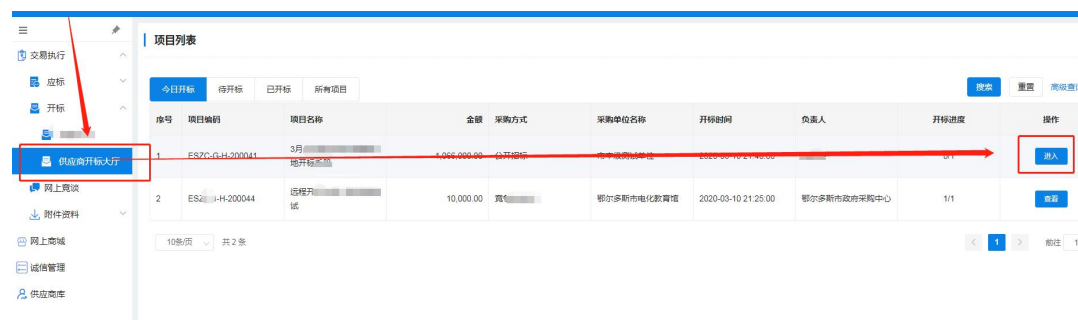 交易执行
应标
开标
供应商开标大厅
网上竞谈
附件资料
网上商城
诚信管理
供应商库
项目列表
今日开标 待开标 已开标 所有项目 搜索 重置 高级查询
序号 项目编码 项目名称 金额 采购方式 采购单位名称 开标时间 负责人 开标进度 操作
1 ESZC-G-H-200041 3月 地开标 1,066,000.00 公开招标 0/1 进入
2 -H-200044 远程开 试 10,000.00 竞 鄂尔多斯市电化教育馆 2020-03-10 21:25:00 鄂尔多斯市政府采购中心 1/1 查看
10条/页 共 2 条 1 前往 1